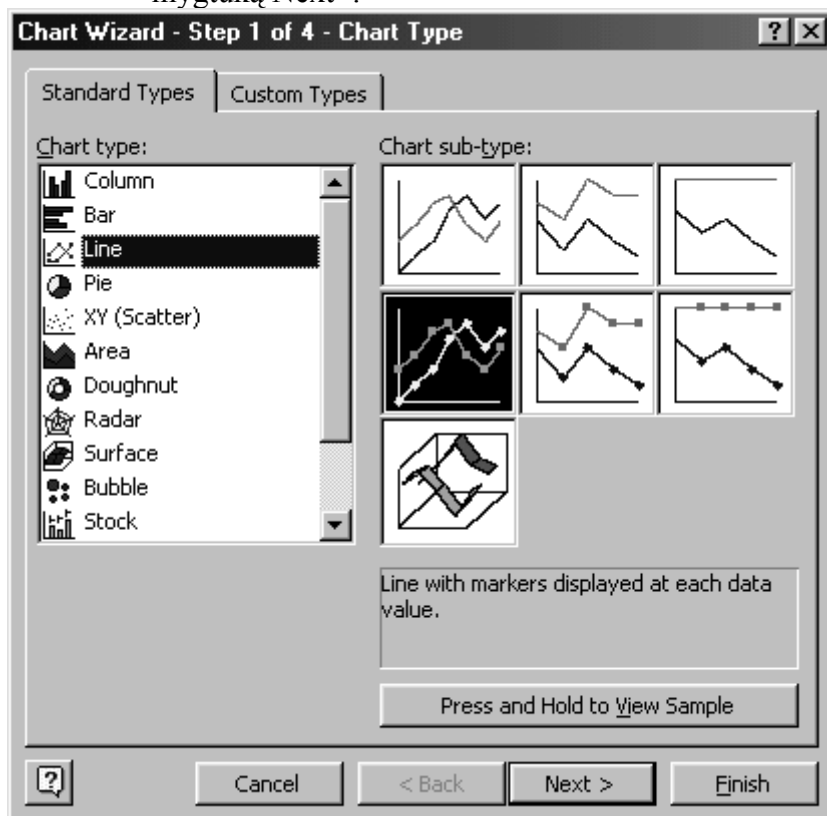 mygtuką Next .
Chart Wizard - Step 1 of 4 - Chart Type
Standard Types
Custom Types
Chart type:
Column
Bar
Line
Pie
XY (Scatter)
Area
Doughnut
Radar
Surface
Bubble
Stock
Chart sub-type:
Line with markers displayed at each data
value.
Press and Hold to View Sample
Cancel
< Back
Next >
Finish